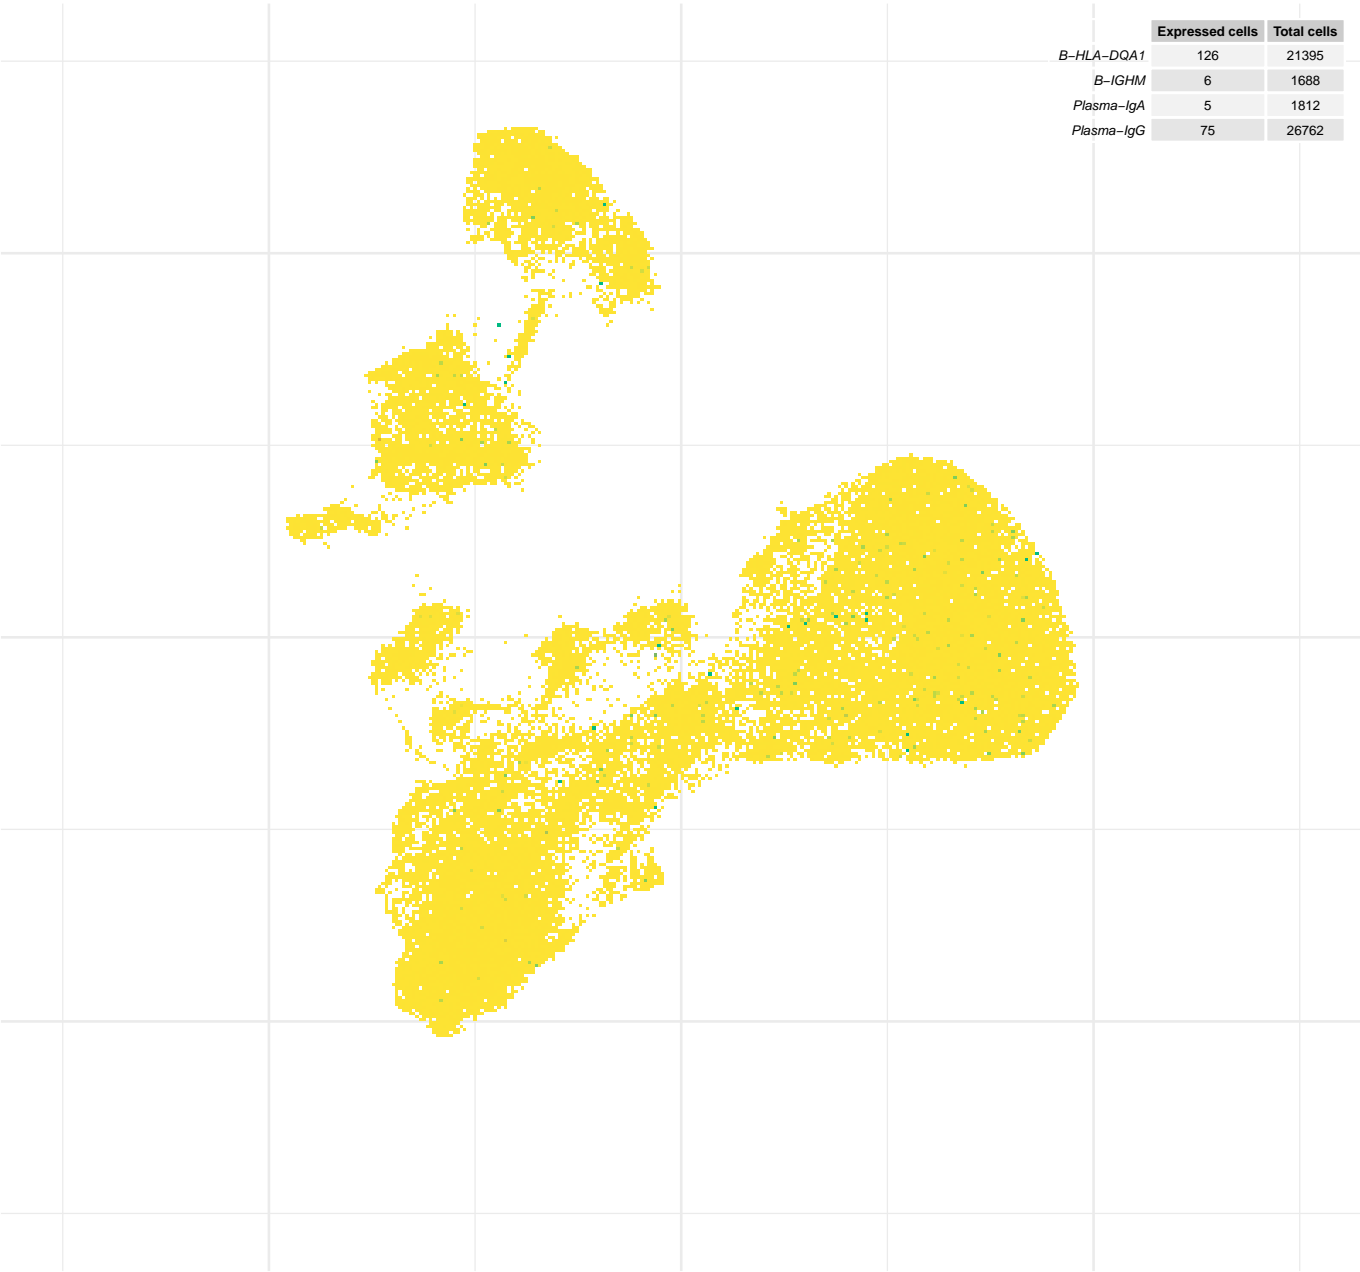 Expressed cells Total cells
B−HLA−DQA1 126 21395
B−IGHM 6 1688
Plasma−IgA 5 1812
Plasma−IgG 75 26762